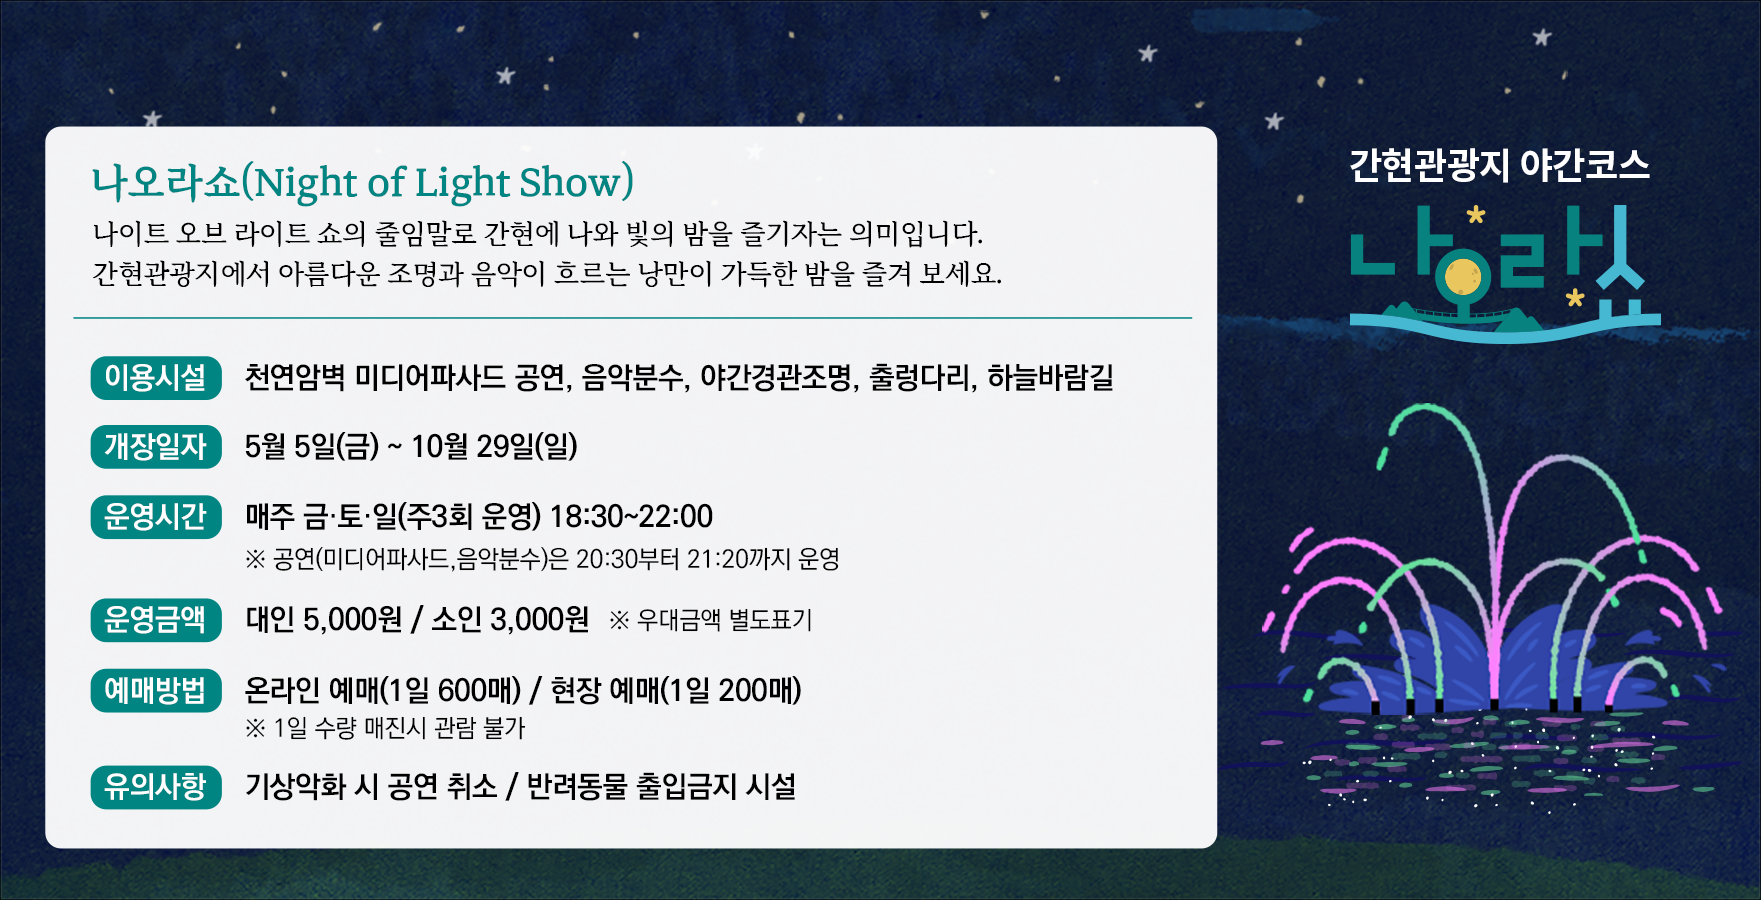 나오라쇼(Night of Light Show)
나이트 오브 라이트 쇼의 줄임말로 간현에 나와 빛의 밤을 즐기자는 의미입니다.
간현관광지에서 아름다운 조명과 음악이 흐르는 낭만이 가득한 밤을 즐겨 보세요.
이용시설 천연암벽 미디어파사드 공연, 음악분수, 야간경관조명, 출렁다리, 하늘바람길
개장일자 5월 5일(금) ~ 10월 29일(일)
운영시간 매주 금·토·일(주3회 운영) 18:30~22:00
※ 공연(미디어파사드,음악분수)은 20:30부터 21:20까지 운영
운영금액 대인 5,000원 / 소인 3,000원 ※ 우대금액 별도표기
예매방법 온라인 예매(1일 600매) / 현장 예매(1일 200매)
※ 1일 수량 매진시 관람 불가
유의사항 기상악화 시 공연 취소 / 반려동물 출입금지 시설
간현관광지 야간코스
나오라쇼